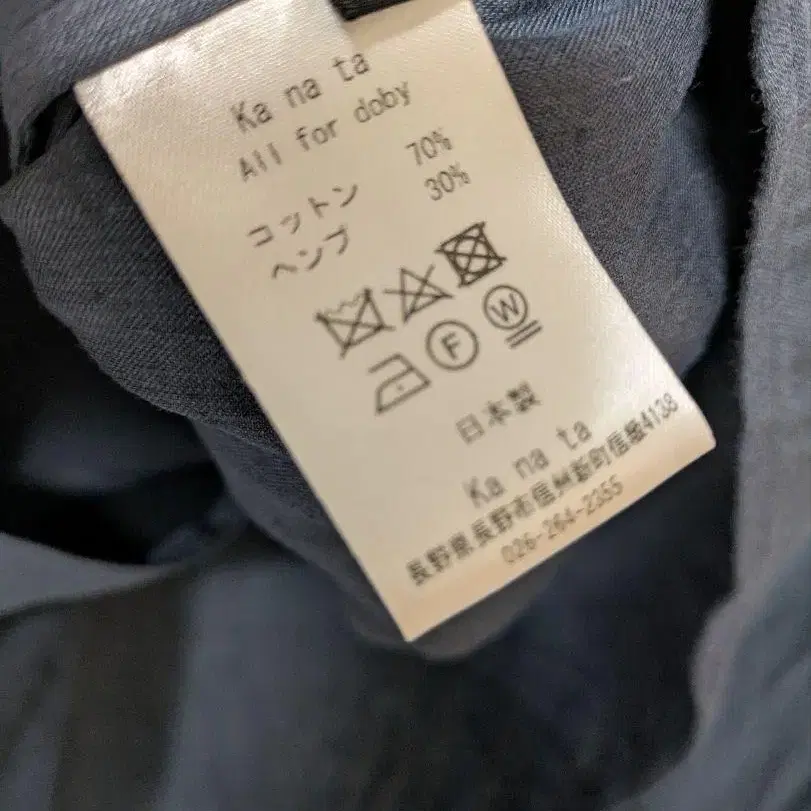 Ka na ta
All for doby
コットン 70%
ヘンプ 30%
F W
日本製
Ka na ta
長野県長野市信州新町信級4138
026-264-2355